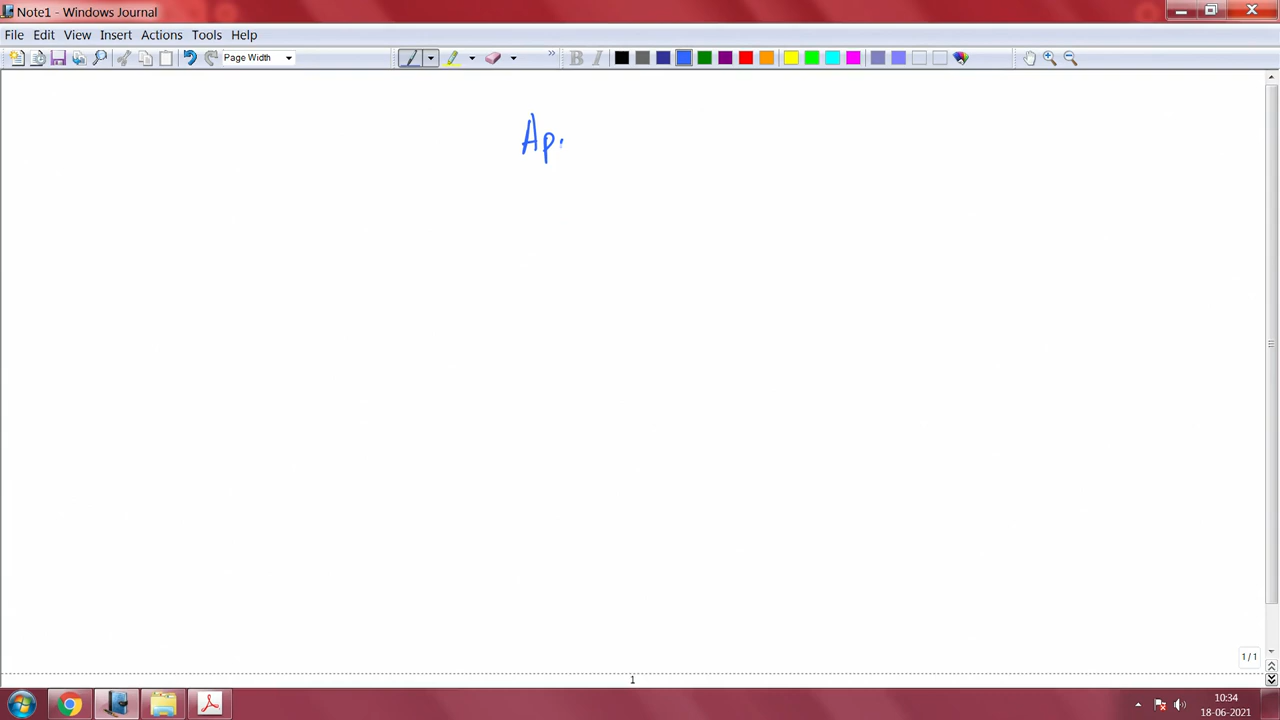 Note1 - Windows Journal
File Edit View Insert Actions Tools Help
Page Width
B I
Ap
1 / 1
1
10:34
18-06-2021